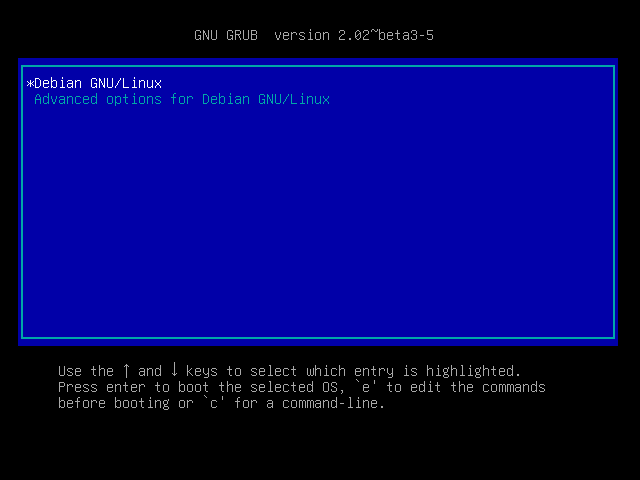 GNU GRUB  version 2.02~beta3-5
*Debian GNU/Linux
Advanced options for Debian GNU/Linux
Use the ↑ and ↓ keys to select which entry is highlighted.
Press enter to boot the selected OS, `e' to edit the commands
before booting or `c' for a command-line.